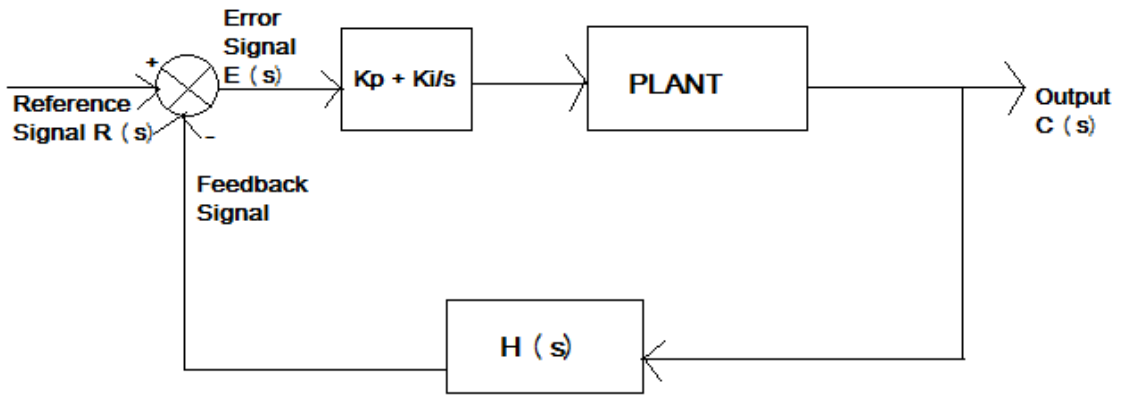 Error
Signal
E ( s)
+
Kp + Ki/s
PLANT
Reference
Signal R ( s)
-
Output
C ( s)
Feedback
Signal
H ( s)